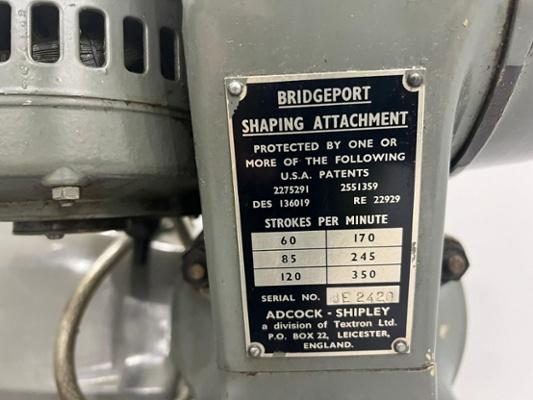 BRIDGEPORT
SHAPING ATTACHMENT
PROTECTED BY ONE OR
MORE OF THE FOLLOWING
U.S.A. PATENTS
2275291 2551359
DES 136019 RE 22929
STROKES PER MINUTE
60 170
85 245
120 350
SERIAL NO. JE 2420
ADCOCK - SHIPLEY
a division of Textron Ltd.
P.O. BOX 22, LEICESTER,
ENGLAND.